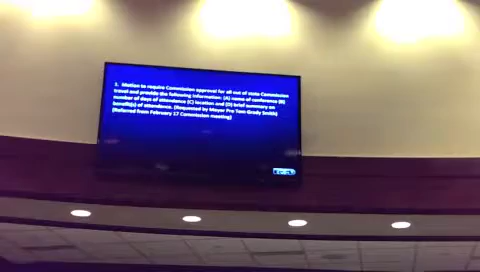 1. Motion to require Commission approval for all out of state Commission
travel and provide the following information: (A) name of conference (B)
number of days of attendance (C) location and (D) brief summary on
benefit(s) of attendance. (Requested by Mayor Pro Tem Grady Smith)
(Referred from February 17 Commission meeting)